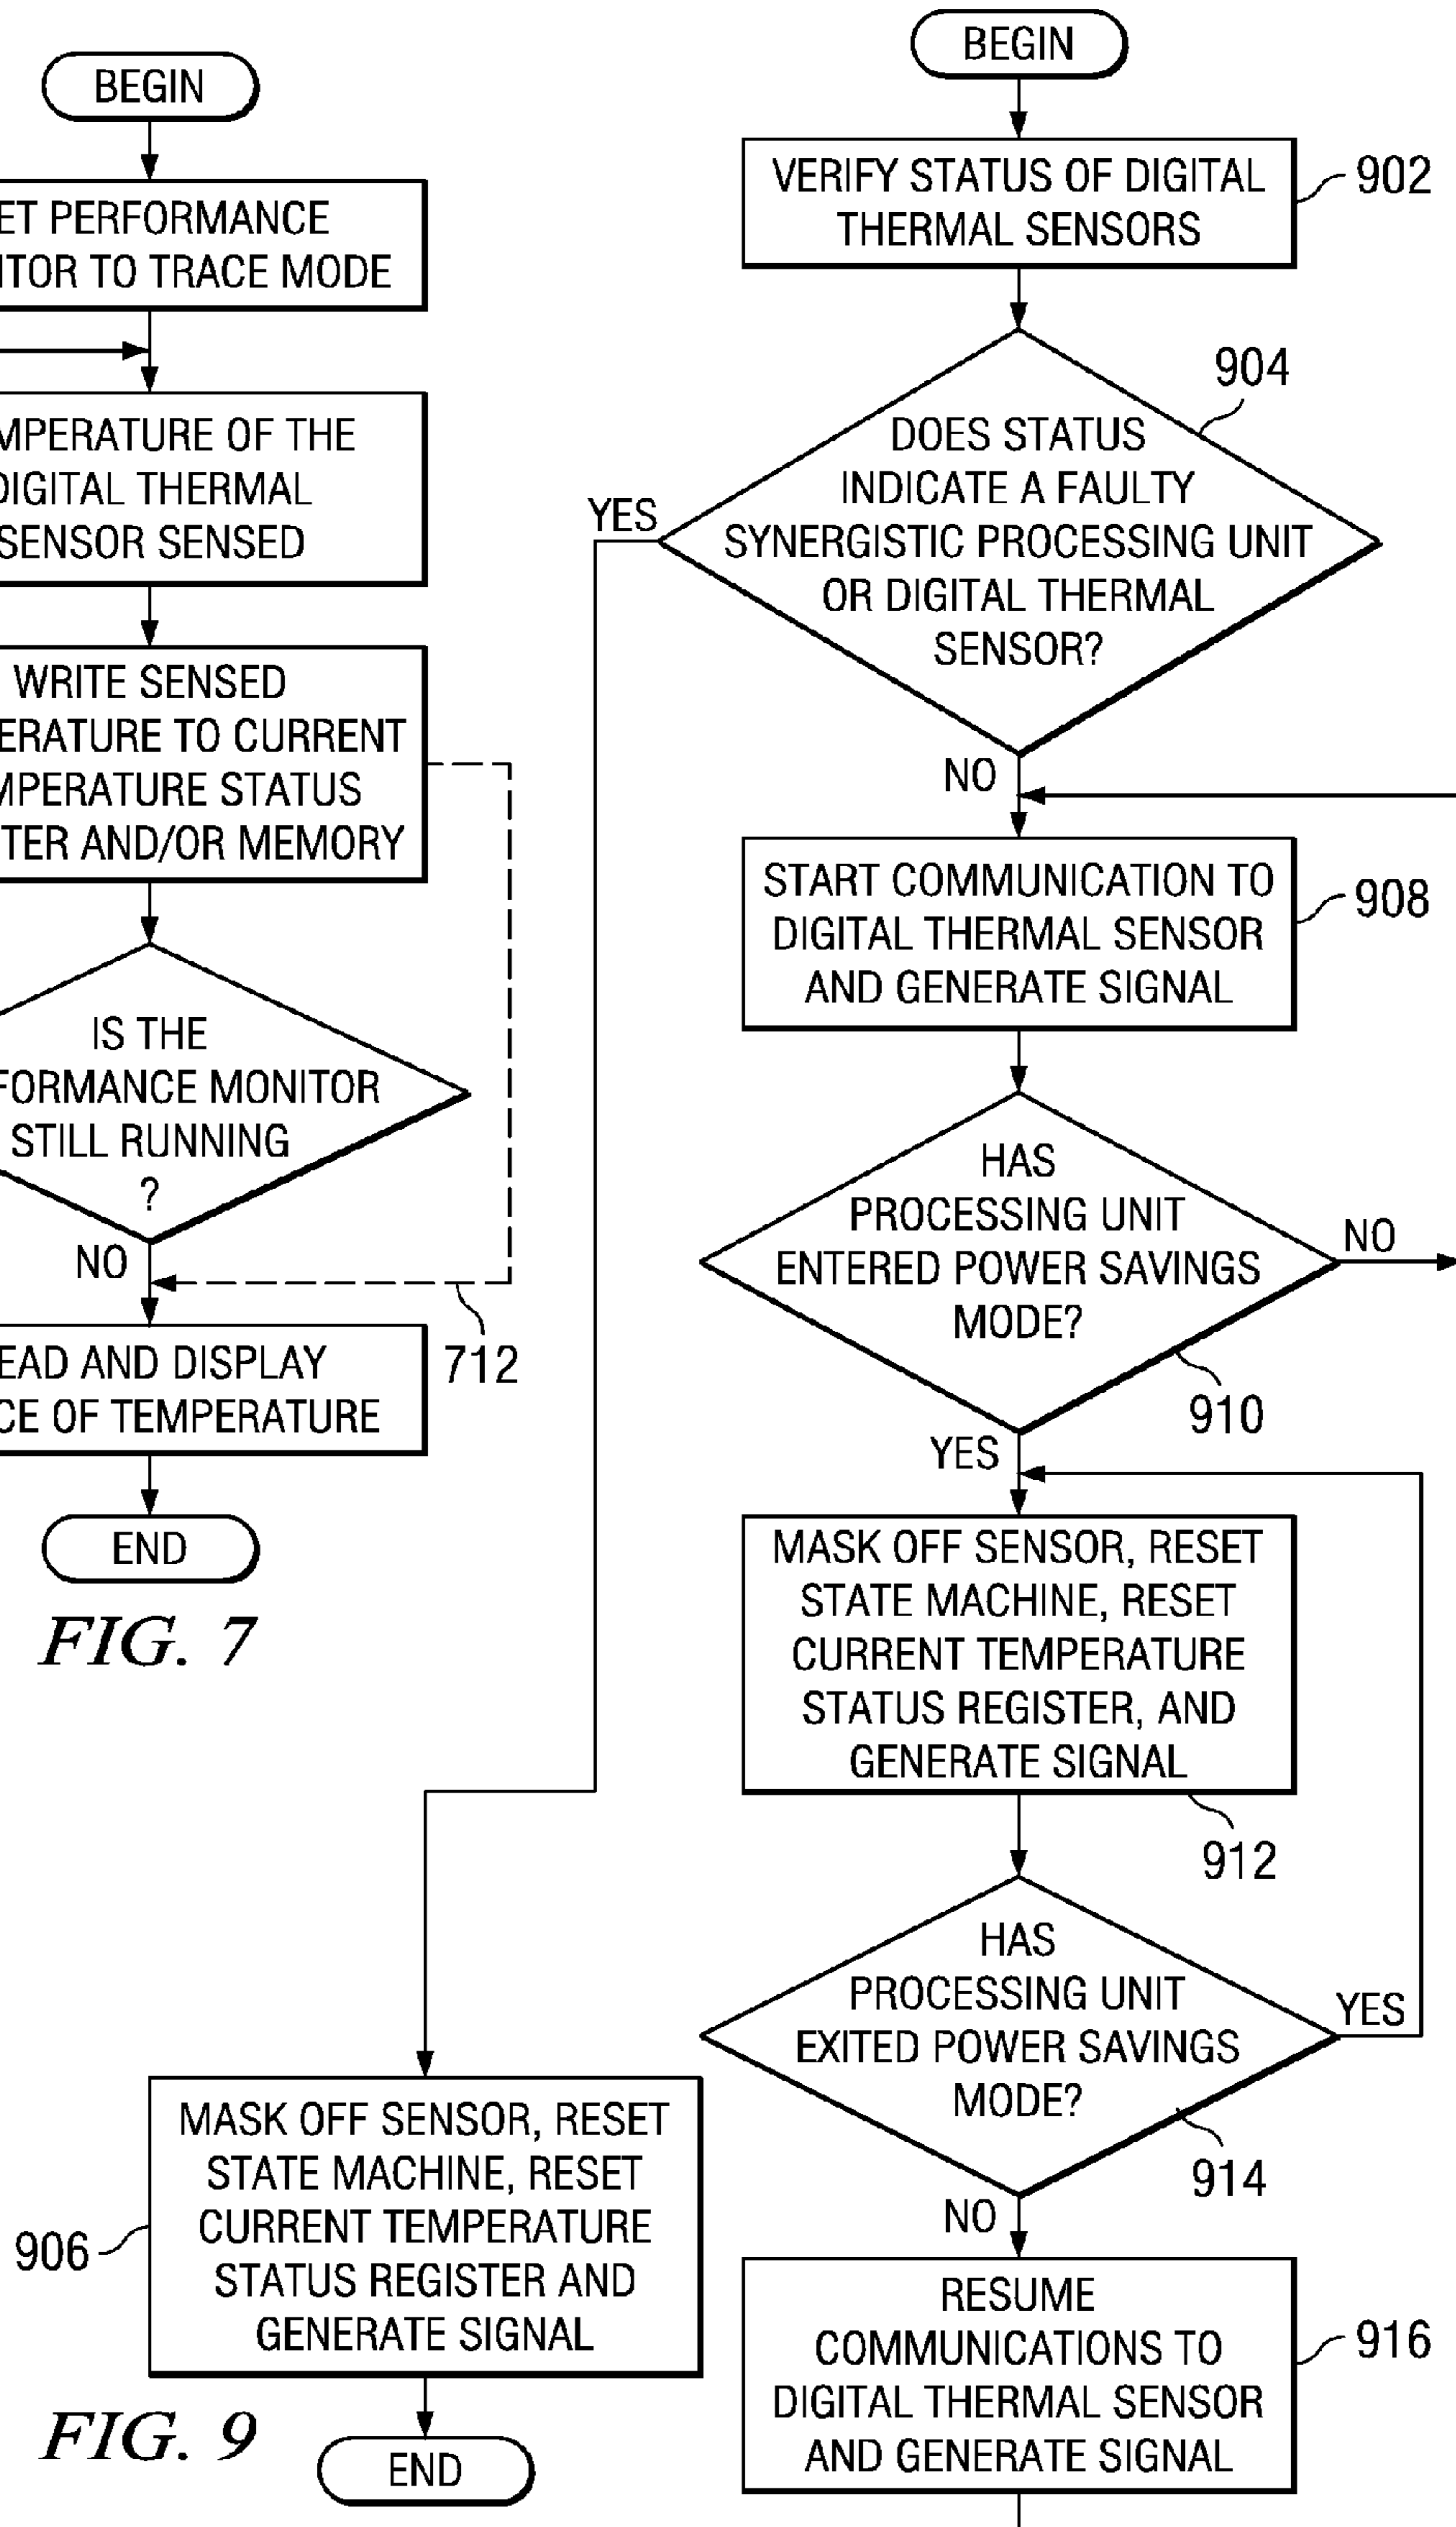 BEGIN
ET PERFORMANCE
ITOR TO TRACE MODE
MPERATURE OF THE
DIGITAL THERMAL
SENSOR SENSED
WRITE SENSED
ERATURE TO CURRENT
MPERATURE STATUS
TER AND/OR MEMORY
IS THE
FORMANCE MONITOR
STILL RUNNING
?
NO
712
EAD AND DISPLAY
CE OF TEMPERATURE
END
FIG. 7
BEGIN
VERIFY STATUS OF DIGITAL
THERMAL SENSORS
902
904
DOES STATUS
INDICATE A FAULTY
SYNERGISTIC PROCESSING UNIT
OR DIGITAL THERMAL
SENSOR?
YES
NO
START COMMUNICATION TO
DIGITAL THERMAL SENSOR
AND GENERATE SIGNAL
908
HAS
PROCESSING UNIT
ENTERED POWER SAVINGS
MODE?
NO
910
YES
MASK OFF SENSOR, RESET
STATE MACHINE, RESET
CURRENT TEMPERATURE
STATUS REGISTER, AND
GENERATE SIGNAL
912
HAS
PROCESSING UNIT
EXITED POWER SAVINGS
MODE?
YES
914
NO
RESUME
COMMUNICATIONS TO
DIGITAL THERMAL SENSOR
AND GENERATE SIGNAL
916
MASK OFF SENSOR, RESET
STATE MACHINE, RESET
CURRENT TEMPERATURE
STATUS REGISTER AND
GENERATE SIGNAL
906
END
FIG. 9